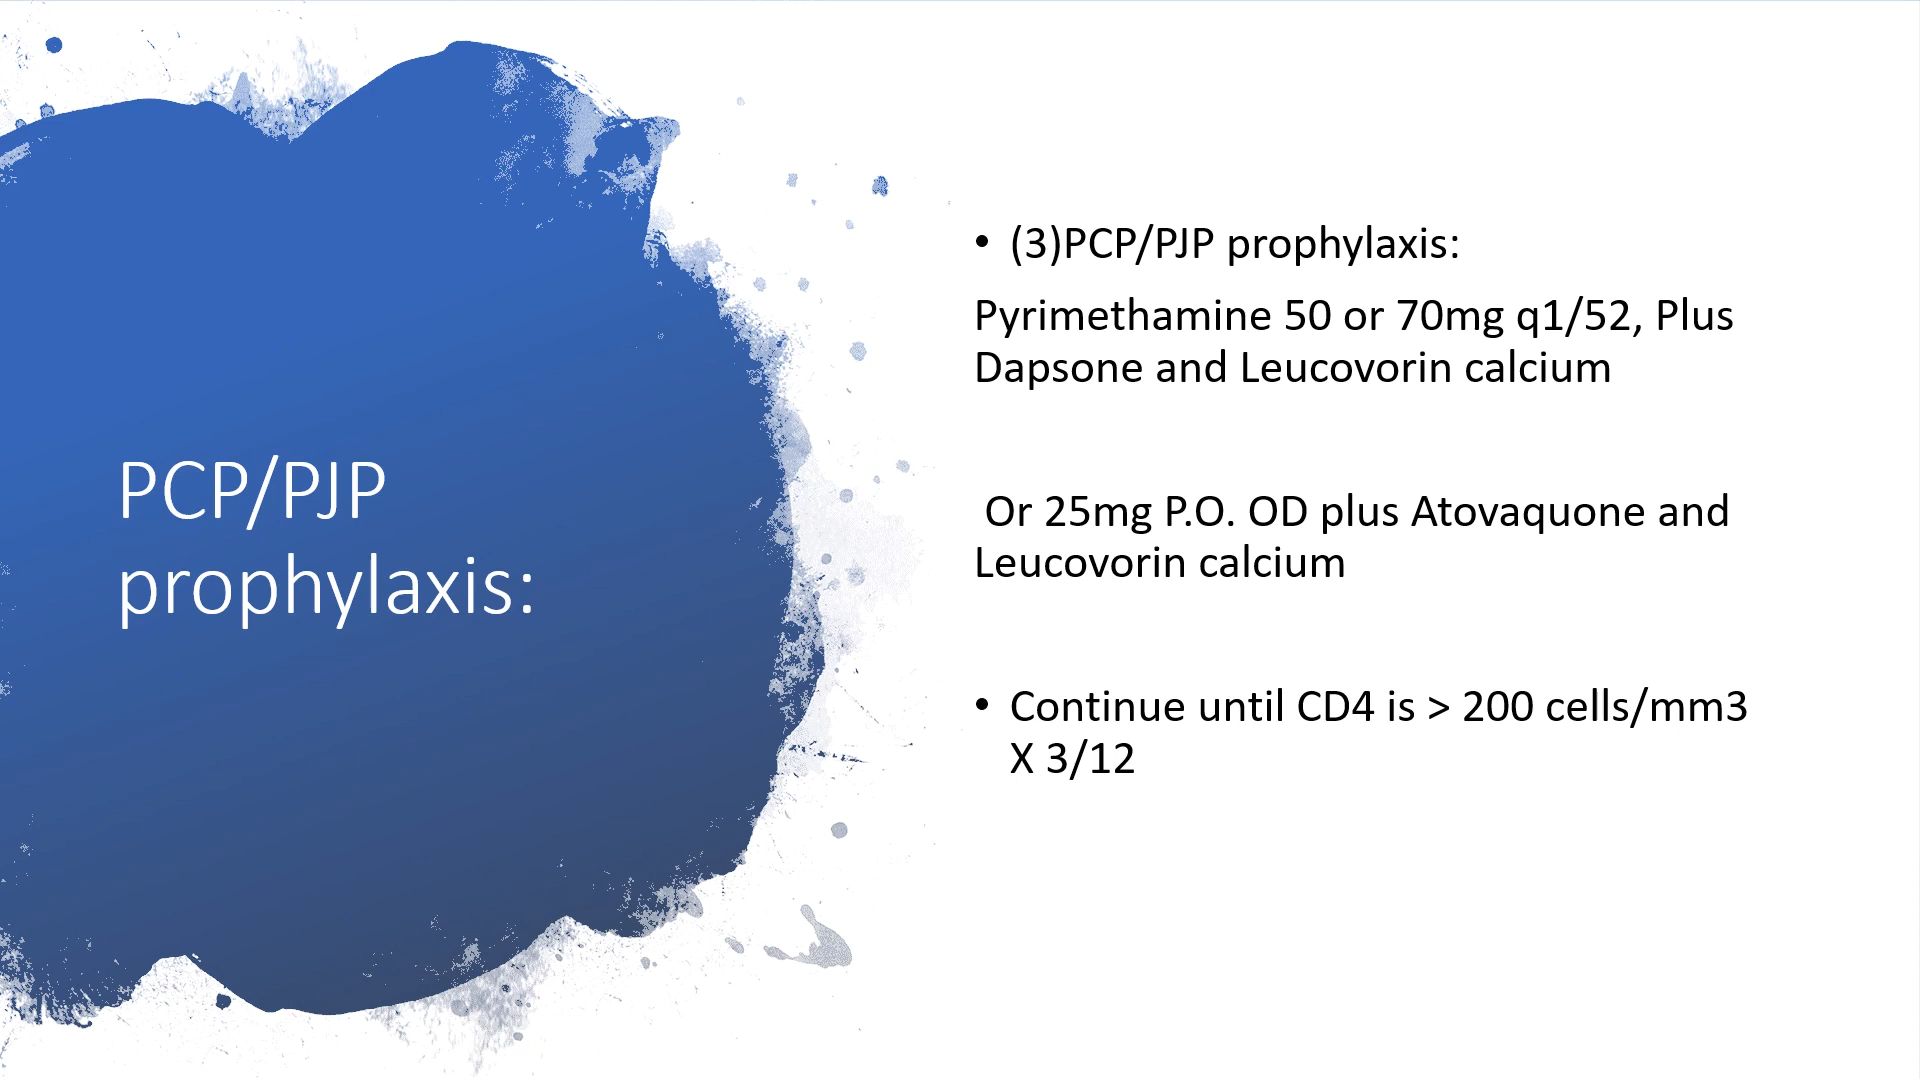 PCP/PJP
prophylaxis:
• (3)PCP/PJP prophylaxis:
Pyrimethamine 50 or 70mg q1/52, Plus
Dapsone and Leucovorin calcium
Or 25mg P.O. OD plus Atovaquone and
Leucovorin calcium
• Continue until CD4 is > 200 cells/mm3
X 3/12